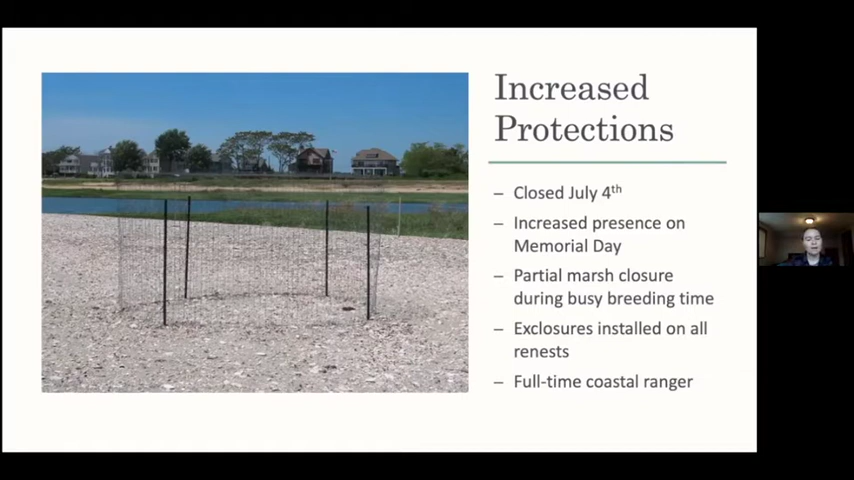 Increased
Protections
– Closed July 4th
– Increased presence on
Memorial Day
– Partial marsh closure
during busy breeding time
– Exclosures installed on all
renests
– Full-time coastal ranger